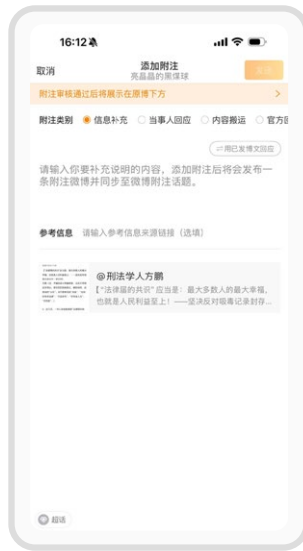 16:12
取消
添加附注
亮晶晶的黑煤球
发送
附注审核通过后将展示在原博下方
附注类别 信息补充 当事人回应 内容搬运 官方回
用已发博文回应
请输入你要补充说明的内容，添加附注后将会发布一
条附注微博并同步至微博附注话题。
参考信息 请输入参考信息来源链接（选填）
@刑法学人方鹏
【“法律届的共识”应当是：最大多数人的最大幸福，
也就是人民利益至上！——坚决反对吸毒记录封存...
超话